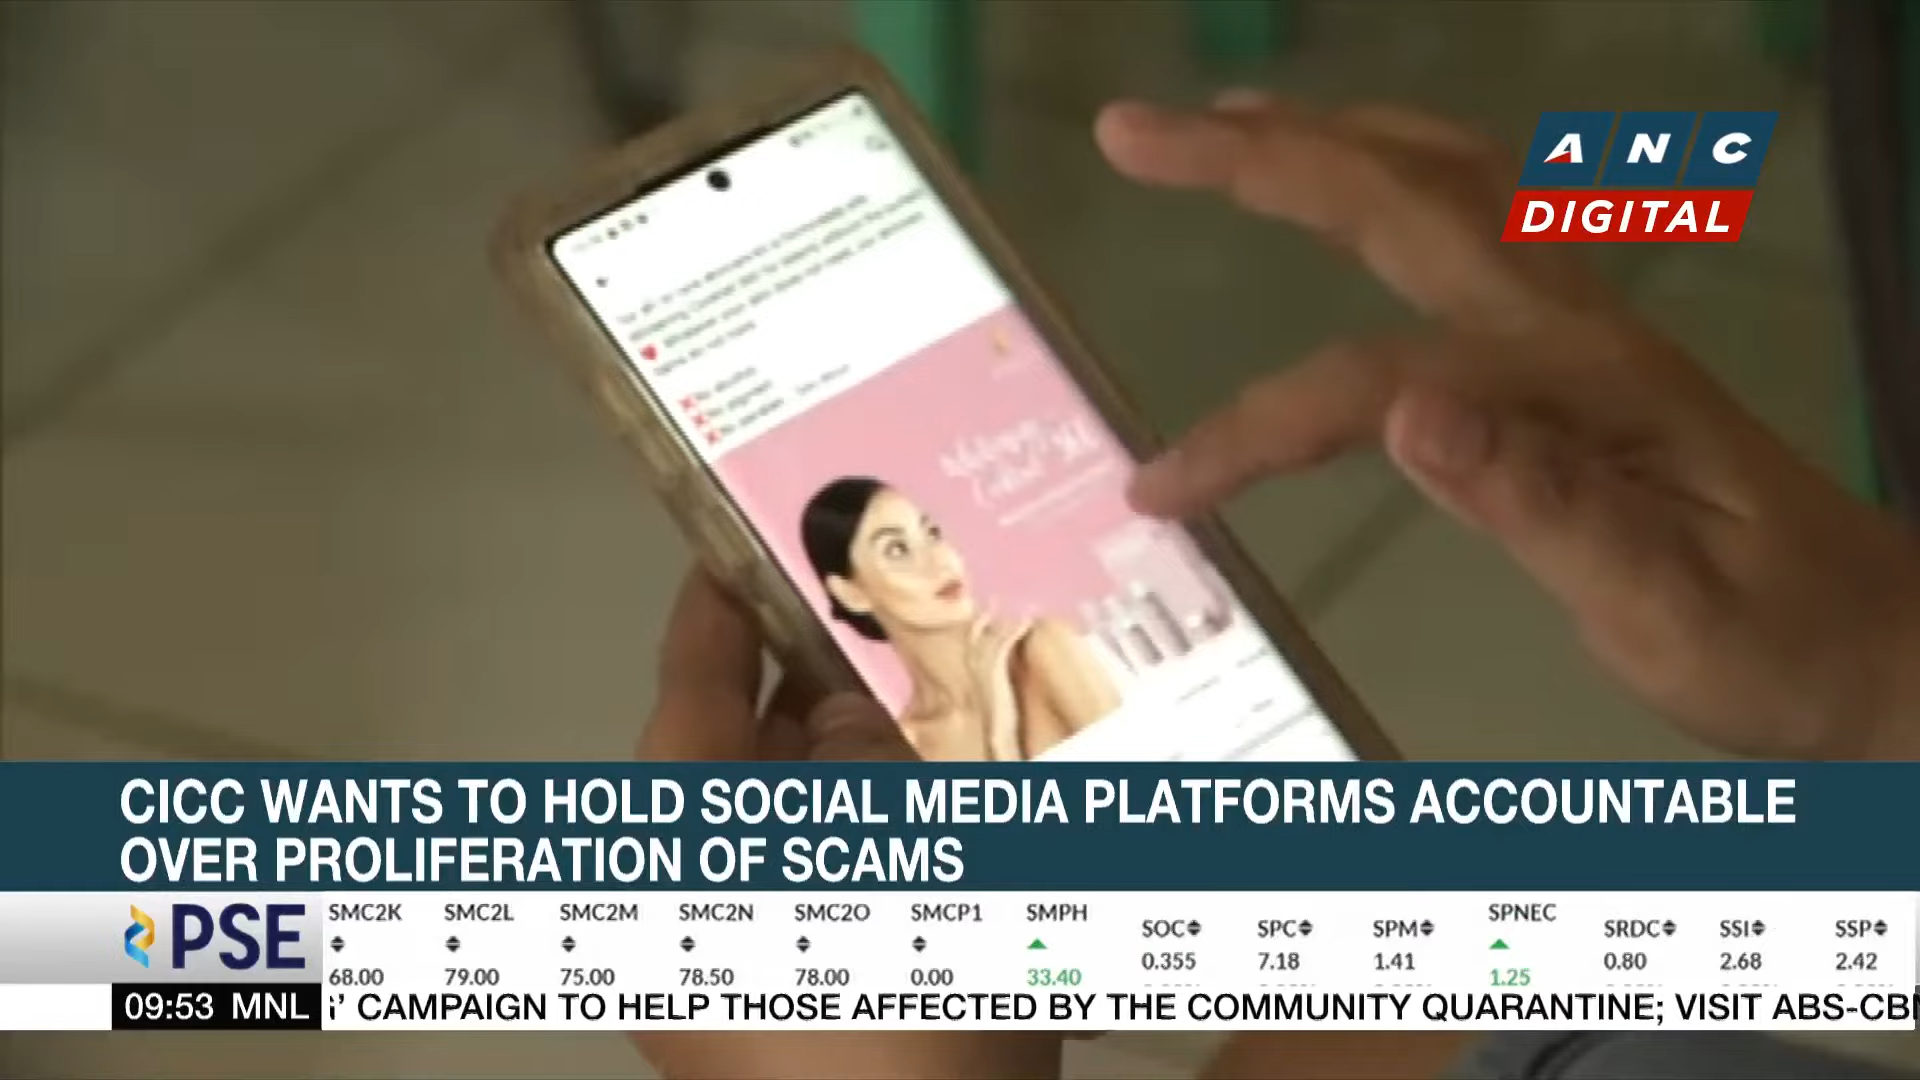 ANC
DIGITAL
CICC WANTS TO HOLD SOCIAL MEDIA PLATFORMS ACCOUNTABLE
OVER PROLIFERATION OF SCAMS
PSE
SMC2K SMC2L SMC2M SMC2N SMC2O SMCP1 SMPH SOC SPC SPM SPNEC SRDC SSI SSP
68.00 79.00 75.00 78.50 78.00 0.00 33.40 0.355 7.18 1.41 1.25 0.80 2.68 2.42
09:53 MNL
CAMPAIGN TO HELP THOSE AFFECTED BY THE COMMUNITY QUARANTINE; VISIT ABS-CBN